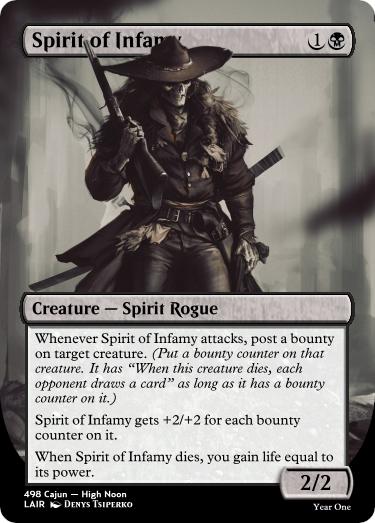 Spirit of Infamy 1
Creature — Spirit Rogue
Whenever Spirit of Infamy attacks, post a bounty
on target creature. (Put a bounty counter on that
creature. It has “When this creature dies, each
opponent draws a card” as long as it has a bounty
counter on it.)
Spirit of Infamy gets +2/+2 for each bounty
counter on it.
When Spirit of Infamy dies, you gain life equal to
its power.
2/2
498 Cajun — High Noon
LAIR Denys Tsiperko
Year One